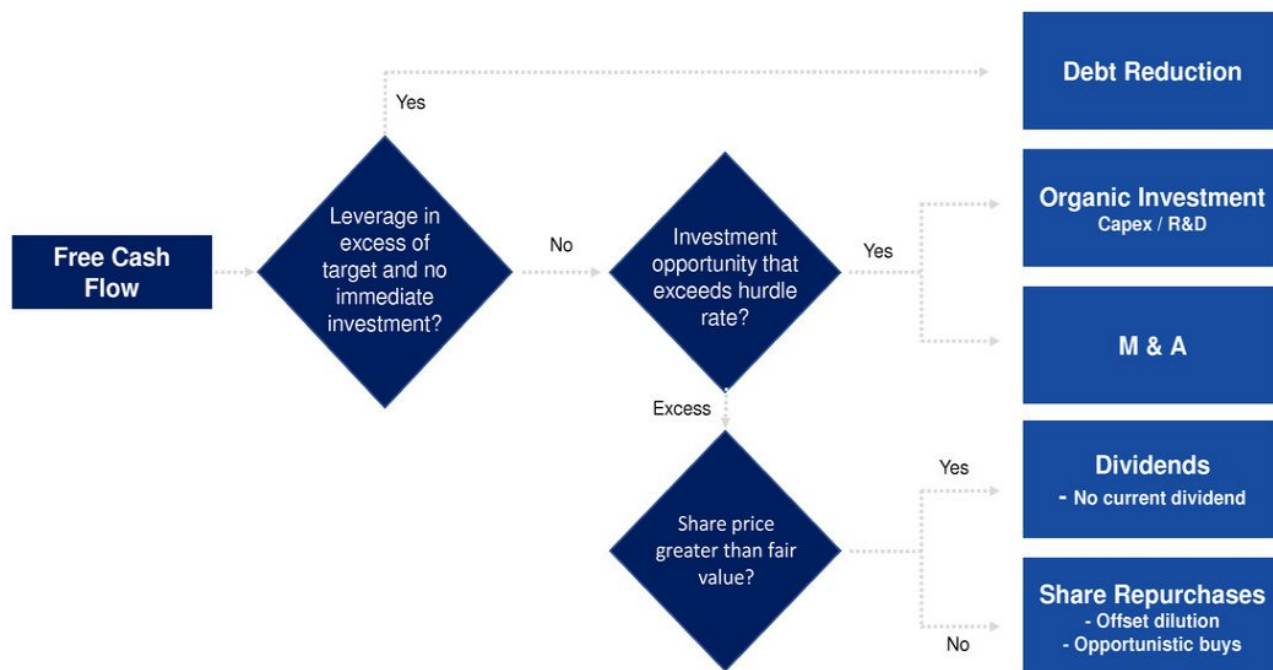 Debt Reduction
Yes
Leverage in
excess of
target and no
immediate
investment?
Free Cash
Flow
No
Investment
opportunity that
exceeds hurdle
rate?
Yes
Organic Investment
Capex / R&D
M & A
Excess
Share price
greater than fair
value?
Yes
Dividends
- No current dividend
No
Share Repurchases
- Offset dilution
- Opportunistic buys